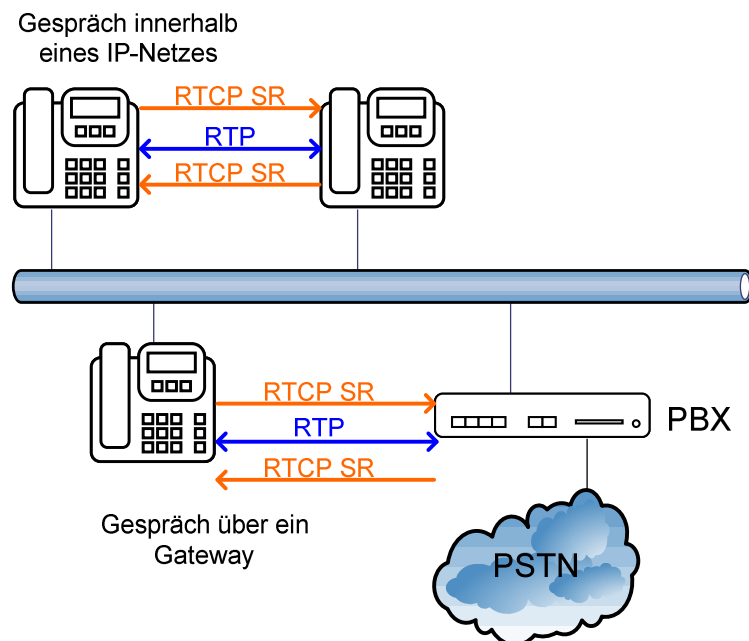 Gespräch innerhalb
eines IP-Netzes
RTCP SR
RTP
RTCP SR
RTCP SR
RTP
RTCP SR
PBX
Gespräch über ein
Gateway
PSTN